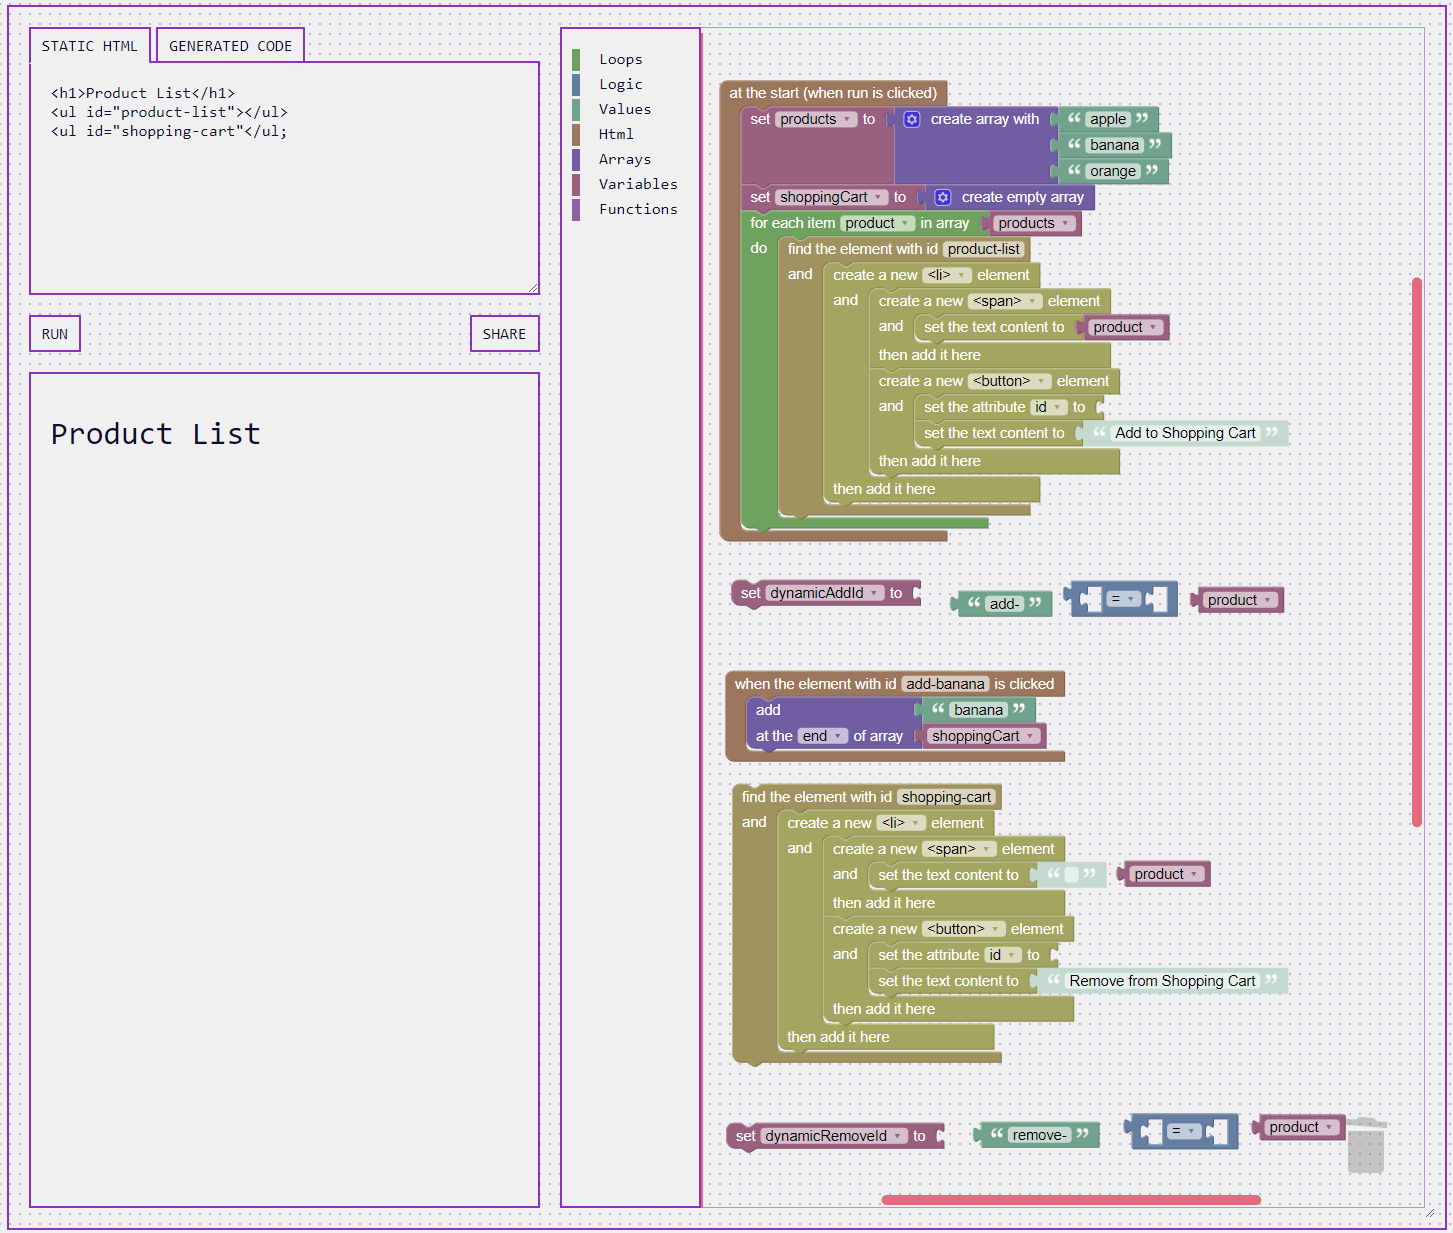 STATIC HTML
GENERATED CODE
<h1>Product List</h1>
<ul id="product-list"></ul>
<ul id="shopping-cart"</ul;
RUN
SHARE
Product List
Loops
Logic
Values
Html
Arrays
Variables
Functions
at the start (when run is clicked)
set products to create array with “ apple ”
“ banana ”
“ orange ”
set shoppingCart to create empty array
for each item product in array products
do find the element with id product-list
and create a new <li> element
and create a new <span> element
and set the text content to product
then add it here
create a new <button> element
and set the attribute id to
set the text content to “ Add to Shopping Cart ”
then add it here
then add it here
set dynamicAddId to “ add- ” = product
when the element with id add-banana is clicked
add “ banana ”
at the end of array shoppingCart
find the element with id shopping-cart
and create a new <li> element
and create a new <span> element
and set the text content to “ ” product
then add it here
create a new <button> element
and set the attribute id to
set the text content to “ Remove from Shopping Cart ”
then add it here
then add it here
set dynamicRemoveId to “ remove- ” = product